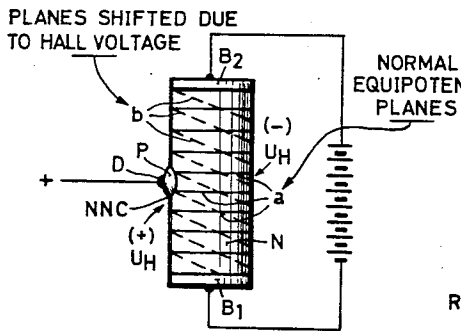 PLANES SHIFTED DUE
TO HALL VOLTAGE
NORMAL
EQUIPOTEN
PLANES
B2
b
(-)
UH
P
D
a
+
NNC
(+)
UH
N
B1
R